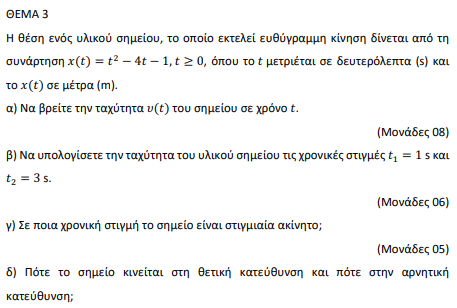 ΘΕΜΑ 3
Η θέση ενός υλικού σημείου, το οποίο εκτελεί ευθύγραμμη κίνηση δίνεται από τη
συνάρτηση x(t) = t² − 4t − 1, t ≥ 0, όπου το t μετριέται σε δευτερόλεπτα (s) και
το x(t) σε μέτρα (m).
α) Να βρείτε την ταχύτητα υ(t) του σημείου σε χρόνο t.
(Μονάδες 08)
β) Να υπολογίσετε την ταχύτητα του υλικού σημείου τις χρονικές στιγμές t₁ = 1 s και
t₂ = 3 s.
(Μονάδες 06)
γ) Σε ποια χρονική στιγμή το σημείο είναι στιγμιαία ακίνητο;
(Μονάδες 05)
δ) Πότε το σημείο κινείται στη θετική κατεύθυνση και πότε στην αρνητική
κατεύθυνση;